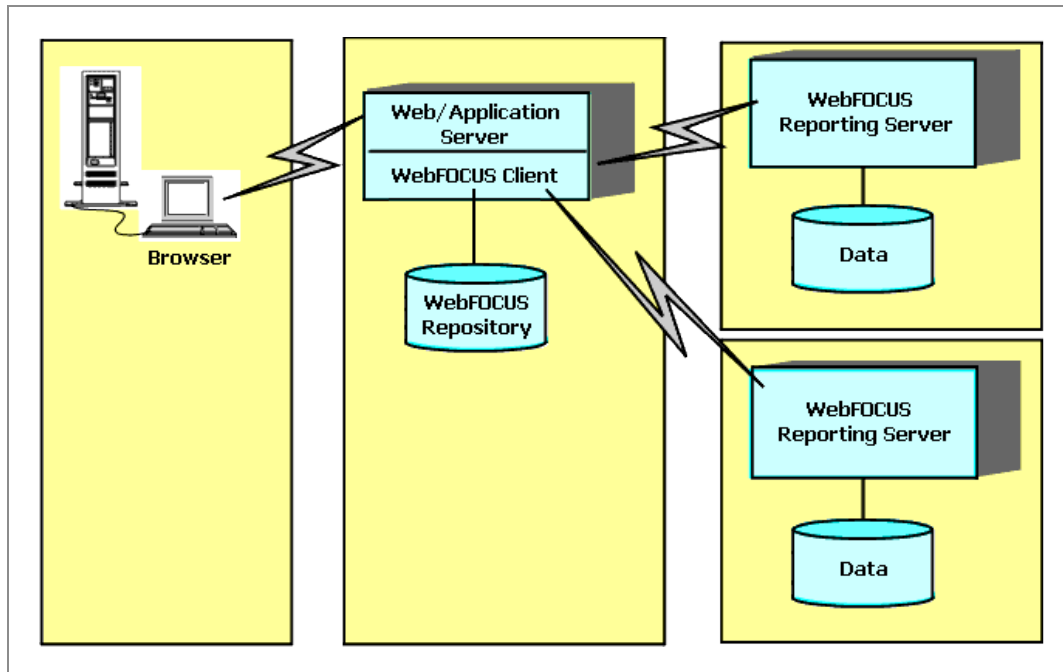 Browser
Web/Application
Server
WebFOCUS Client
WebFOCUS
Repository
WebFOCUS
Reporting Server
Data
WebFOCUS
Reporting Server
Data